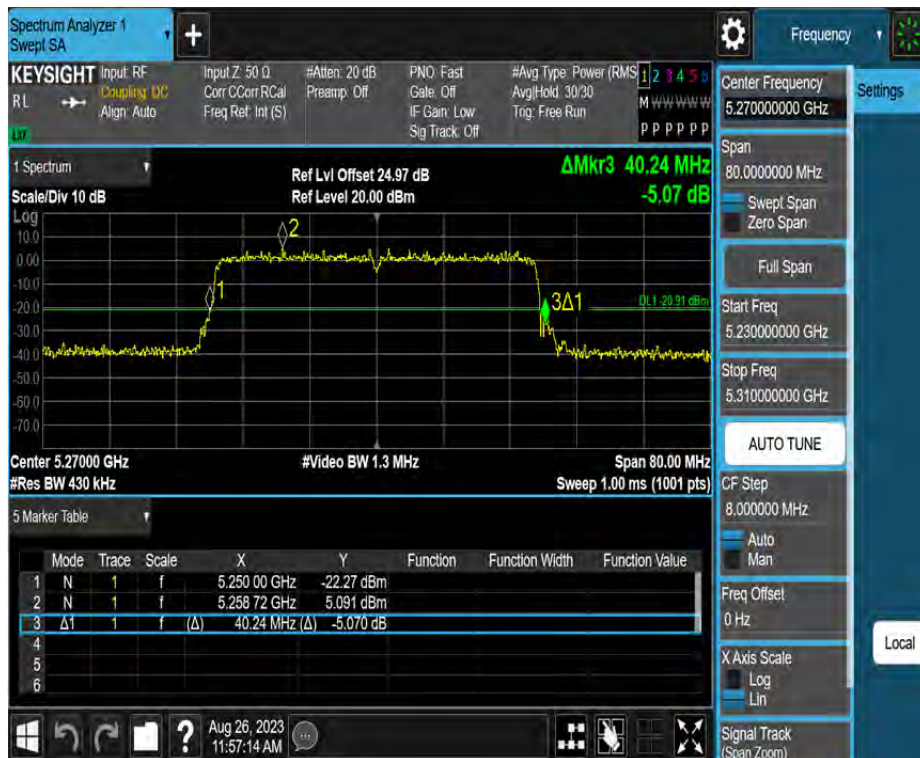 Spectrum Analyzer 1
Swept SA
+
Frequency
KEYSIGHT
RL
LXI
Input: RF
Coupling: DC
Align: Auto
Input Z: 50 Ω
Corr CCorr RCal
Freq Ref: Int (S)
#Atten: 20 dB
Preamp: Off
PNO: Fast
Gate: Off
IF Gain: Low
Sig Track: Off
#Avg Type: Power (RMS
Avg|Hold: 30/30
Trig: Free Run
1 2 3 4 5 6
M W W W W W
P P P P P P
Center Frequency
5.270000000 GHz
Settings
Span
80.0000000 MHz
Swept Span
Zero Span
Full Span
Start Freq
5.230000000 GHz
Stop Freq
5.310000000 GHz
AUTO TUNE
CF Step
8.000000 MHz
Auto
Man
Freq Offset
0 Hz
X Axis Scale
Log
Lin
Signal Track
(Span Zoom)
Local
1 Spectrum
Scale/Div 10 dB
Ref Lvl Offset 24.97 dB
Ref Level 20.00 dBm
ΔMkr3 40.24 MHz
-5.07 dB
Log
10.0
0.00
-10.0
-20.0
-30.0
-40.0
-50.0
-60.0
-70.0
1
2
3Δ1
DL1 -20.91 dBm
Center 5.27000 GHz
#Video BW 1.3 MHz
Span 80.00 MHz
#Res BW 430 kHz
Sweep 1.00 ms (1001 pts)
5 Marker Table
Mode Trace Scale X Y Function Function Width Function Value
1 N 1 f 5.250 00 GHz -22.27 dBm
2 N 1 f 5.258 72 GHz 5.091 dBm
3 Δ1 1 f (Δ) 40.24 MHz (Δ) -5.070 dB
4
5
6
?
Aug 26, 2023
11:57:14 AM